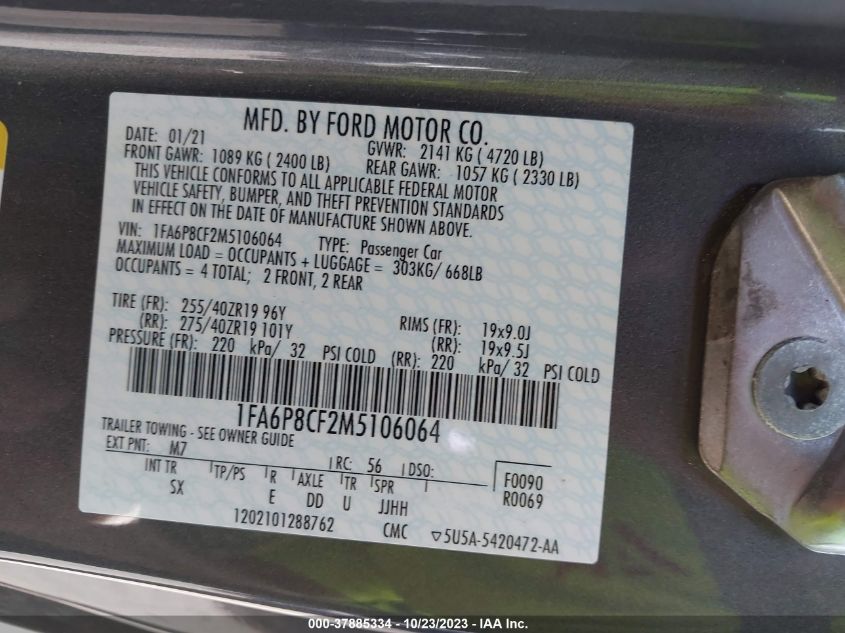 MFD. BY FORD MOTOR CO.
DATE: 01/21 GVWR: 2141 KG ( 4720 LB)
FRONT GAWR: 1089 KG ( 2400 LB) REAR GAWR: 1057 KG ( 2330 LB)
THIS VEHICLE CONFORMS TO ALL APPLICABLE FEDERAL MOTOR
VEHICLE SAFETY, BUMPER, AND THEFT PREVENTION STANDARDS
IN EFFECT ON THE DATE OF MANUFACTURE SHOWN ABOVE.
VIN: 1FA6P8CF2M5106064 TYPE: Passenger Car
MAXIMUM LOAD = OCCUPANTS + LUGGAGE = 303KG/ 668LB
OCCUPANTS = 4 TOTAL; 2 FRONT, 2 REAR
TIRE (FR): 255/40ZR19 96Y RIMS (FR): 19x9.0J
(RR): 275/40ZR19 101Y (RR): 19x9.5J
PRESSURE (FR): 220 kPa/ 32 PSI COLD (RR): 220 kPa/ 32 PSI COLD
1FA6P8CF2M5106064
TRAILER TOWING - SEE OWNER GUIDE
EXT PNT: M7 RC: 56 DSO: F0090
INT TR TP/PS R AXLE TR SPR R0069
SX E DD U JJHH
1202101288762 CMC ▽5U5A-5420472-AA
000-37885334 - 10/23/2023 - IAA Inc.